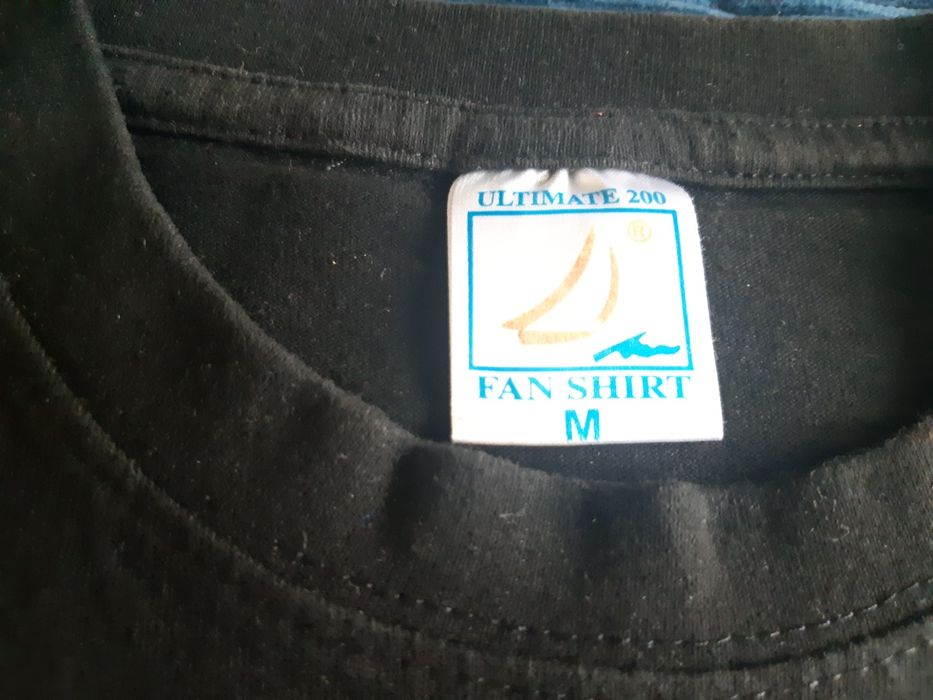 ULTIMATE 200
®
FAN SHIRT
M